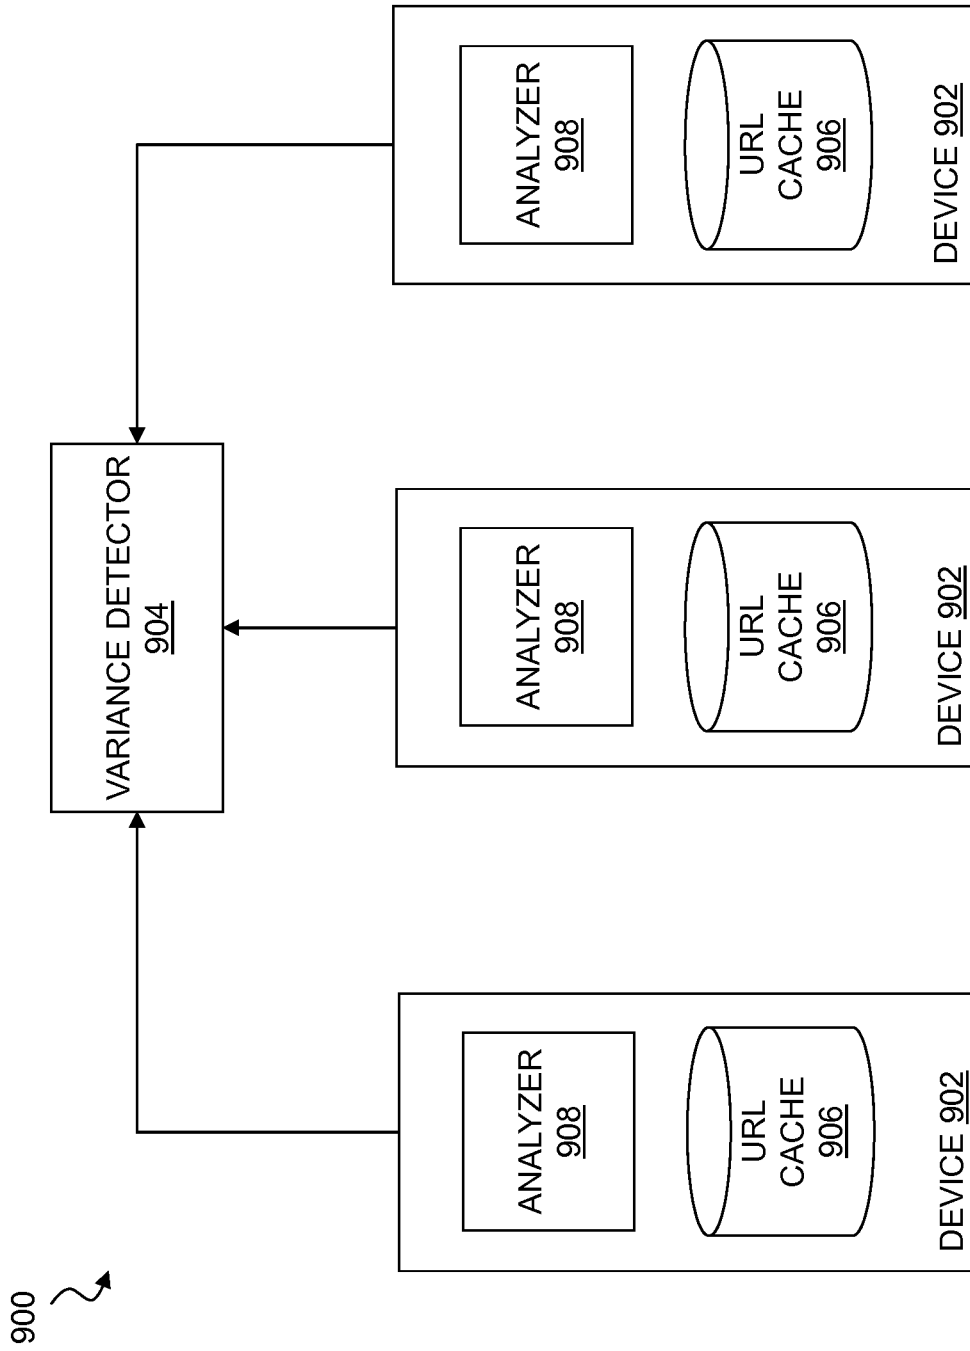 900
VARIANCE DETECTOR
904
ANALYZER
908
URL
CACHE
906
DEVICE 902
ANALYZER
908
URL
CACHE
906
DEVICE 902
ANALYZER
908
URL
CACHE
906
DEVICE 902